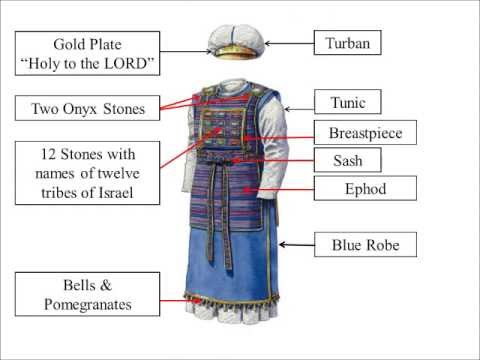 Gold Plate
“Holy to the LORD”
Two Onyx Stones
12 Stones with
names of twelve
tribes of Israel
Bells &
Pomegranates
Turban
Tunic
Breastpiece
Sash
Ephod
Blue Robe